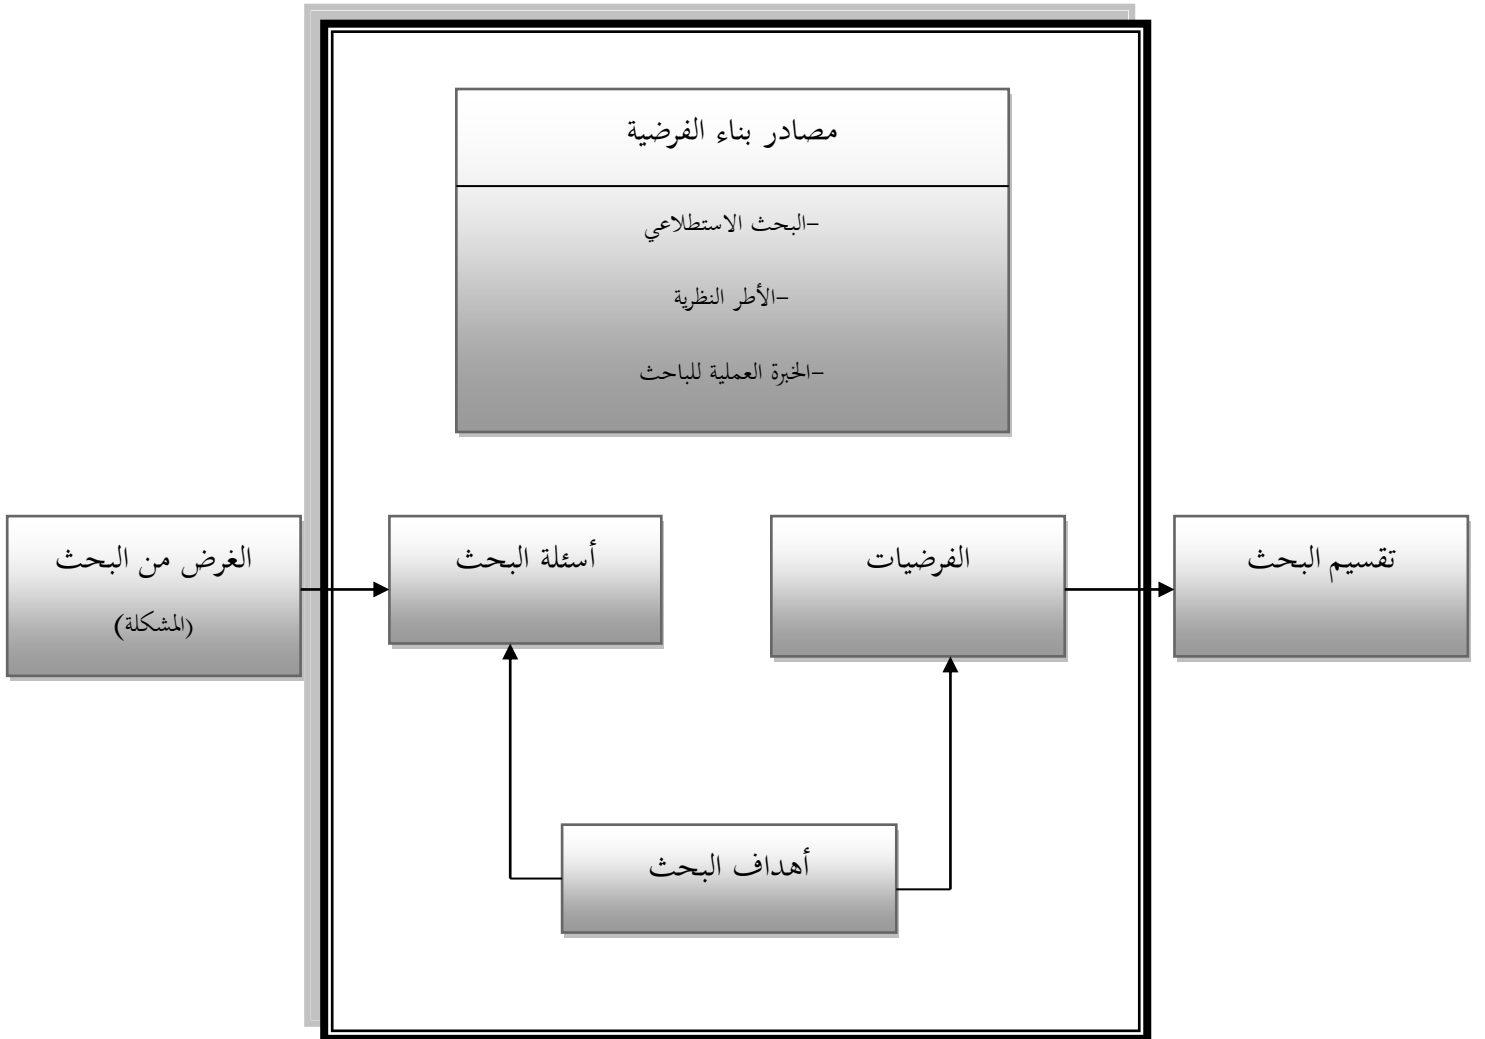 مصادر بناء الفرضية
-البحث الاستطلاعي
-الأطر النظرية
-الخبرة العملية للباحث
الغرض من البحث
(المشكلة)
أسئلة البحث
الفرضيات
تقسيم البحث
أهداف البحث